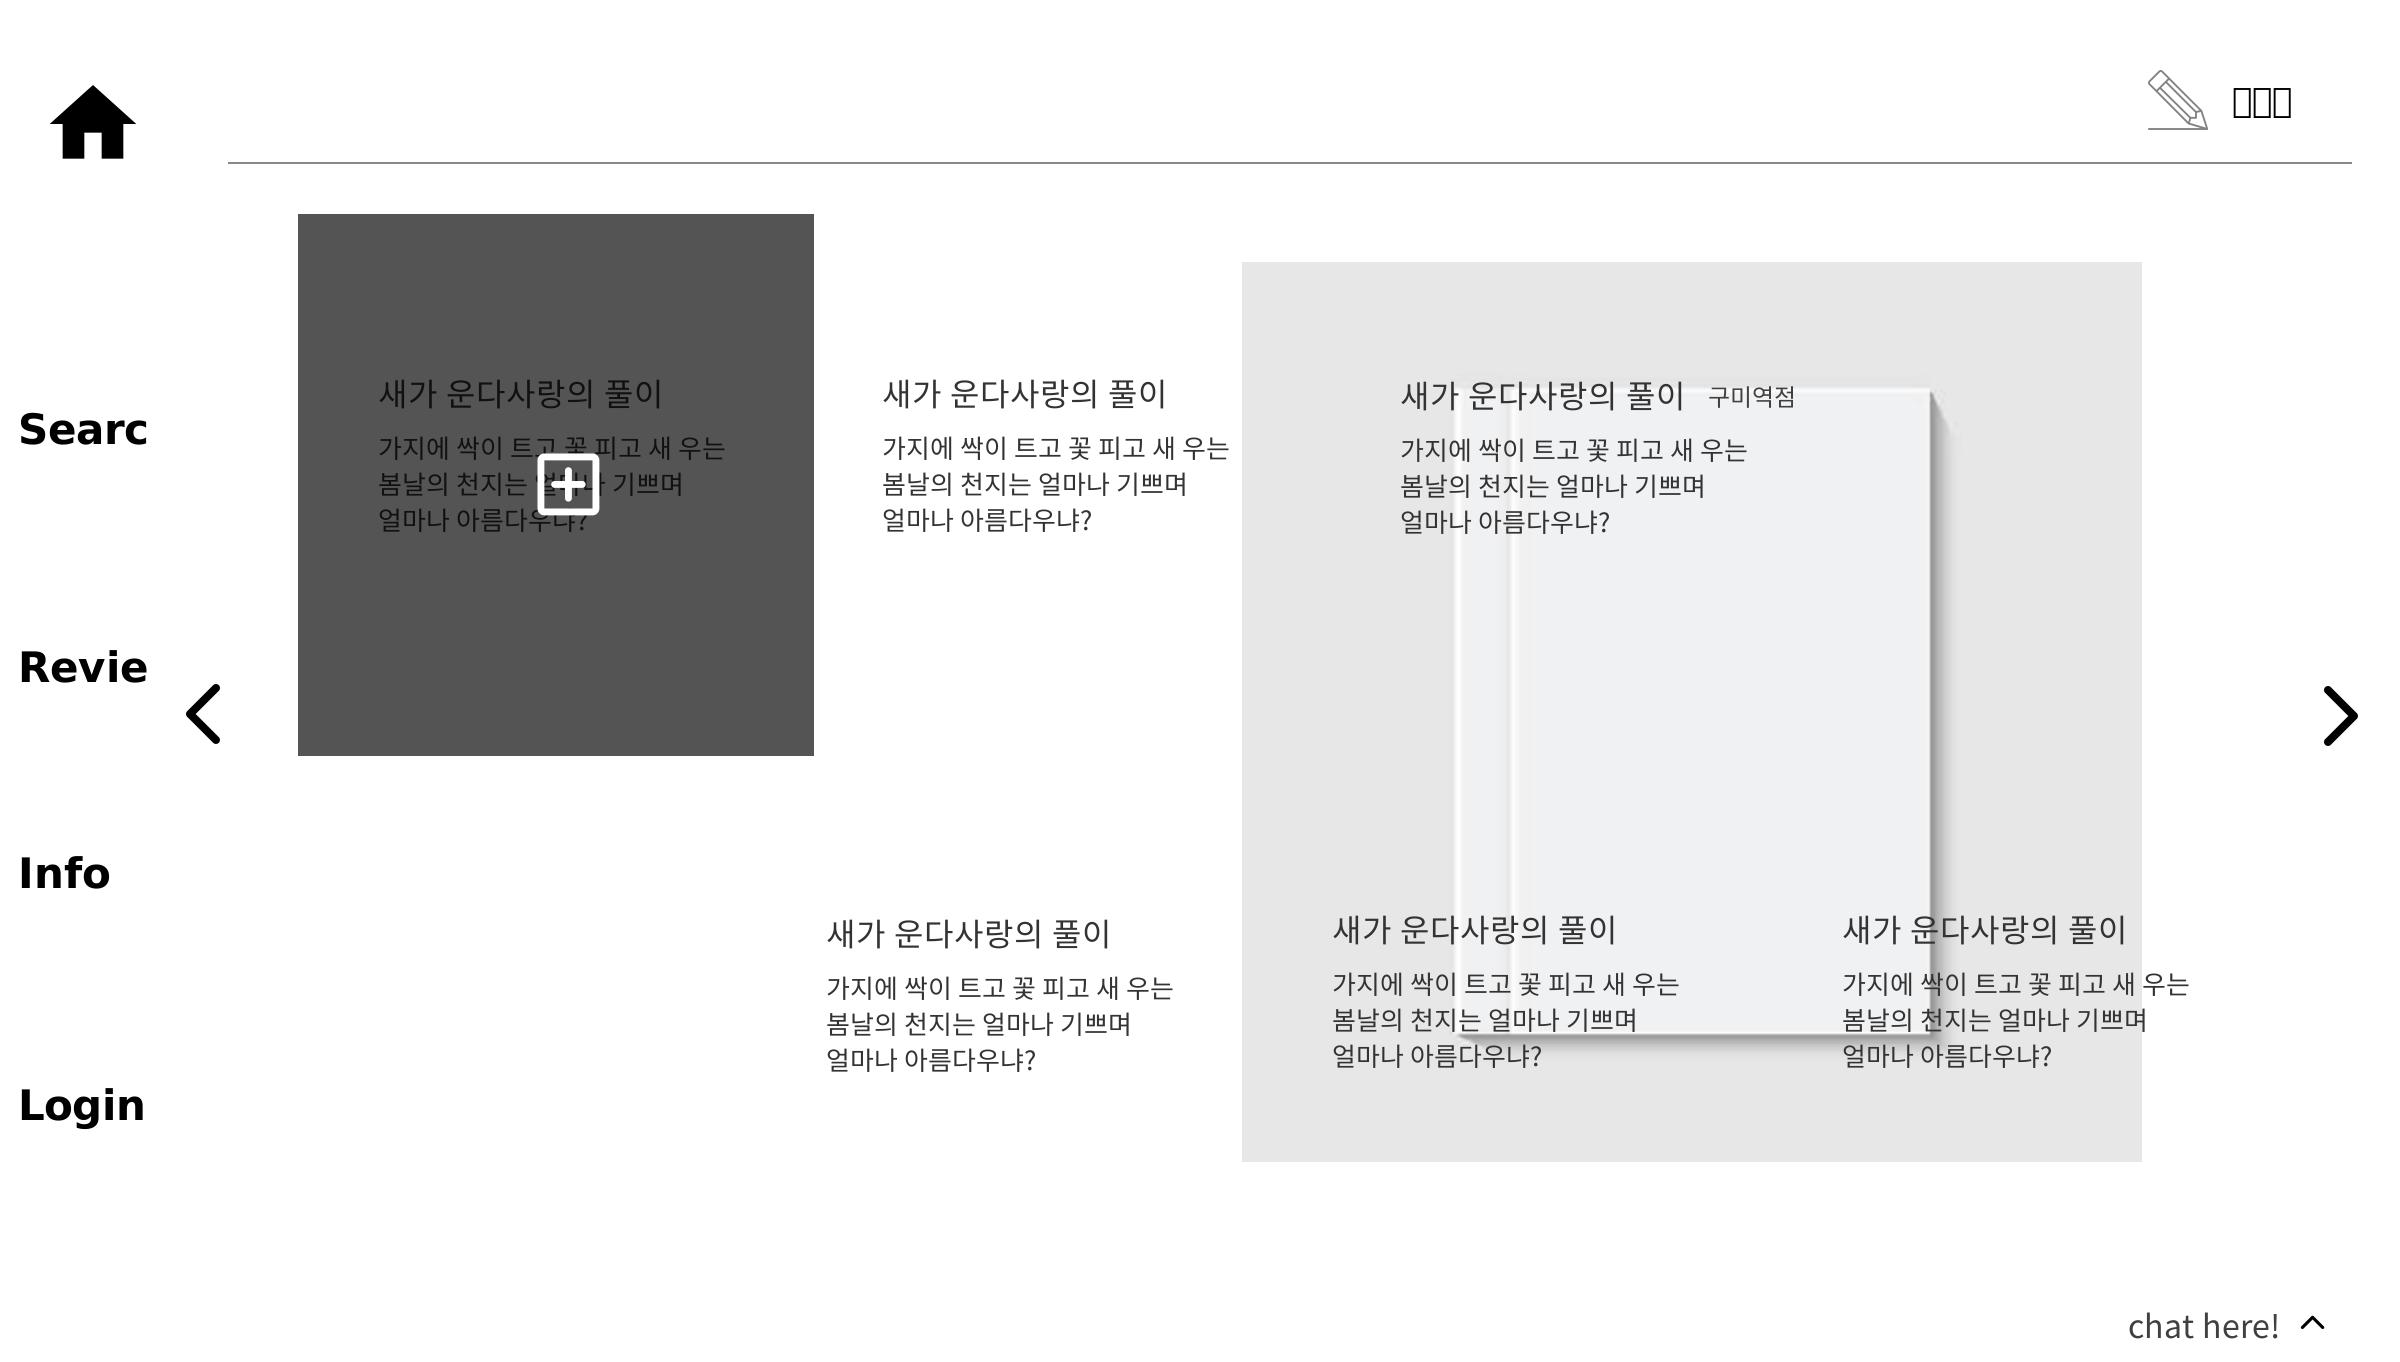 Searc
Revie
Info
Login
새가 운다사랑의 풀이
가지에 싹이 트고 꽃 피고 새 우는
봄날의 천지는 얼마나 기쁘며
얼마나 아름다우냐?
새가 운다사랑의 풀이
가지에 싹이 트고 꽃 피고 새 우는
봄날의 천지는 얼마나 기쁘며
얼마나 아름다우냐?
새가 운다사랑의 풀이 구미역점
가지에 싹이 트고 꽃 피고 새 우는
봄날의 천지는 얼마나 기쁘며
얼마나 아름다우냐?
새가 운다사랑의 풀이
가지에 싹이 트고 꽃 피고 새 우는
봄날의 천지는 얼마나 기쁘며
얼마나 아름다우냐?
새가 운다사랑의 풀이
가지에 싹이 트고 꽃 피고 새 우는
봄날의 천지는 얼마나 기쁘며
얼마나 아름다우냐?
새가 운다사랑의 풀이
가지에 싹이 트고 꽃 피고 새 우는
봄날의 천지는 얼마나 기쁘며
얼마나 아름다우냐?
chat here!